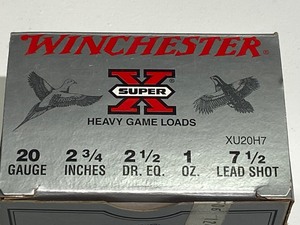 WINCHESTER
X
SUPER
HEAVY GAME LOADS
XU20H7
20 2 3/4 2 1/2 1 7 1/2
GAUGE INCHES DR. EQ. OZ. LEAD SHOT